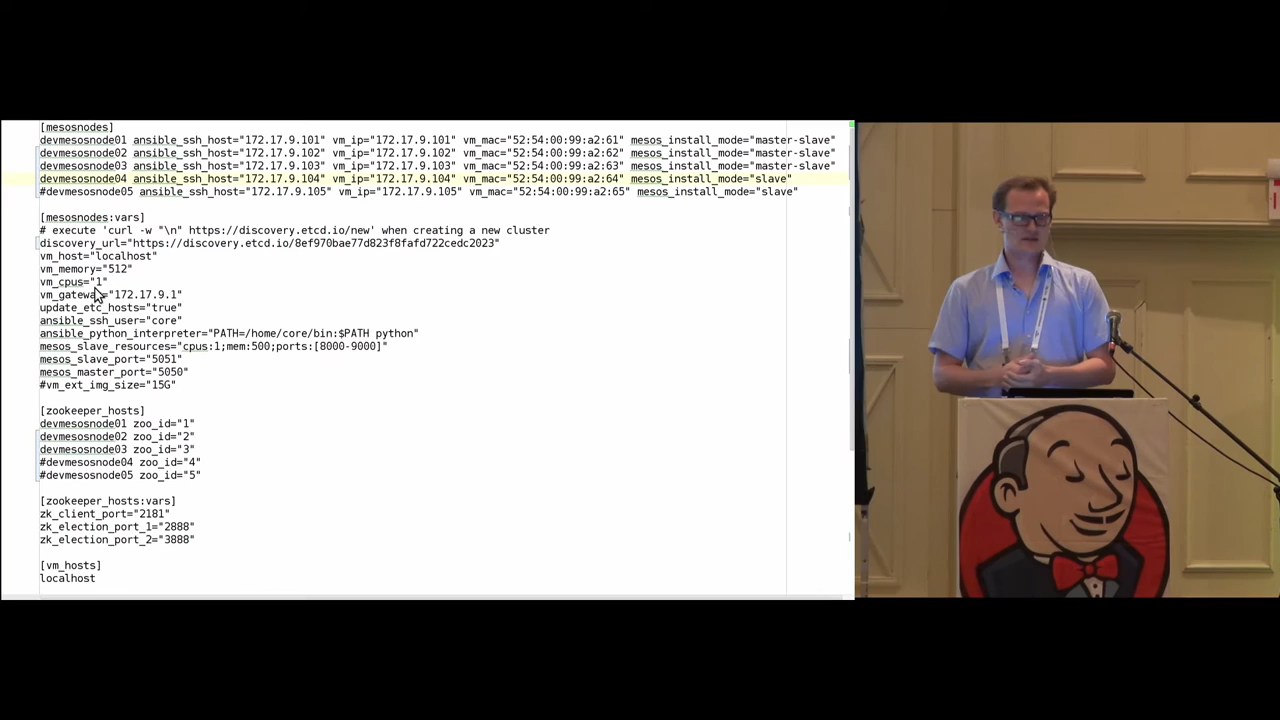 [mesosnodes]
devmesosnode01 ansible_ssh_host="172.17.9.101" vm_ip="172.17.9.101" vm_mac="52:54:00:99:a2:61" mesos_install_mode="master-slave"
devmesosnode02 ansible_ssh_host="172.17.9.102" vm_ip="172.17.9.102" vm_mac="52:54:00:99:a2:62" mesos_install_mode="master-slave"
devmesosnode03 ansible_ssh_host="172.17.9.103" vm_ip="172.17.9.103" vm_mac="52:54:00:99:a2:63" mesos_install_mode="master-slave"
devmesosnode04 ansible_ssh_host="172.17.9.104" vm_ip="172.17.9.104" vm_mac="52:54:00:99:a2:64" mesos_install_mode="slave"
#devmesosnode05 ansible_ssh_host="172.17.9.105" vm_ip="172.17.9.105" vm_mac="52:54:00:99:a2:65" mesos_install_mode="slave"
[mesosnodes:vars]
# execute 'curl -w "\n" https://discovery.etcd.io/new' when creating a new cluster
discovery_url="https://discovery.etcd.io/8ef970bae77d823f8fafd722cedc2023"
vm_host="localhost"
vm_memory="512"
vm_cpus="1"
vm_gateway="172.17.9.1"
update_etc_hosts="true"
ansible_ssh_user="core"
ansible_python_interpreter="PATH=/home/core/bin:$PATH python"
mesos_slave_resources="cpus:1;mem:500;ports:[8000-9000]"
mesos_slave_port="5051"
mesos_master_port="5050"
#vm_ext_img_size="15G"
[zookeeper_hosts]
devmesosnode01 zoo_id="1"
devmesosnode02 zoo_id="2"
devmesosnode03 zoo_id="3"
#devmesosnode04 zoo_id="4"
#devmesosnode05 zoo_id="5"
[zookeeper_hosts:vars]
zk_client_port="2181"
zk_election_port_1="2888"
zk_election_port_2="3888"
[vm_hosts]
localhost